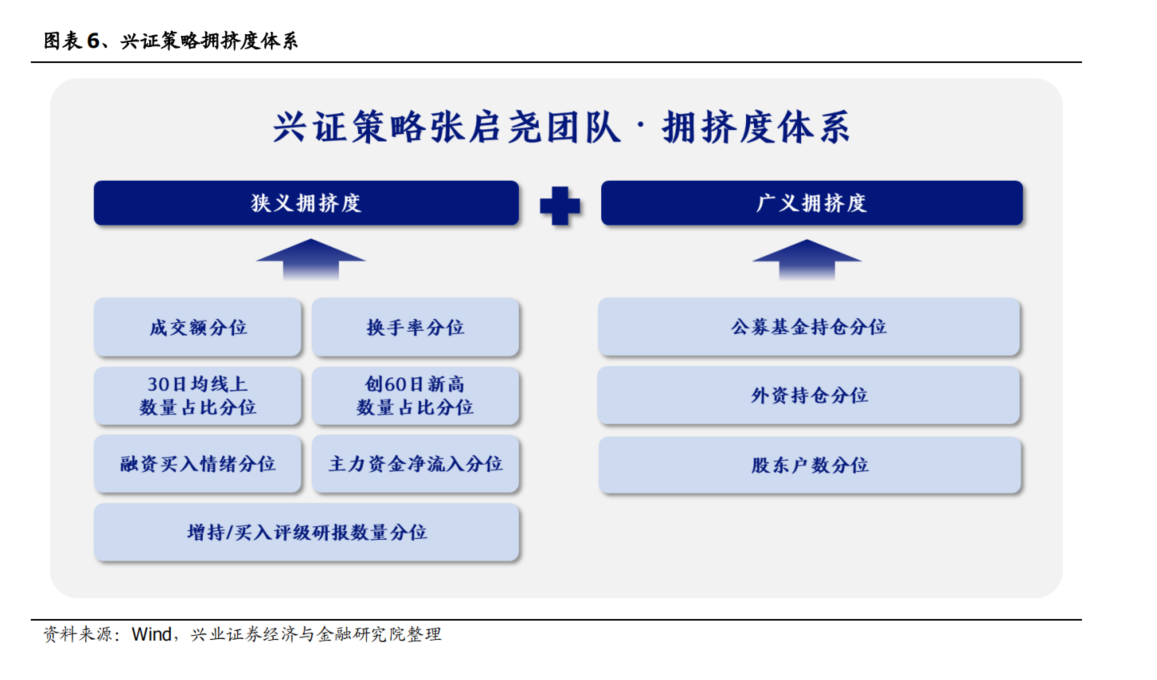 图表 6、兴证策略拥挤度体系
兴证策略张启尧团队·拥挤度体系
狭义拥挤度
广义拥挤度
成交额分位
换手率分位
30日均线上
数量占比分位
创60日新高
数量占比分位
融资买入情绪分位
主力资金净流入分位
增持/买入评级研报数量分位
公募基金持仓分位
外资持仓分位
股东户数分位
资料来源：Wind，兴业证券经济与金融研究院整理